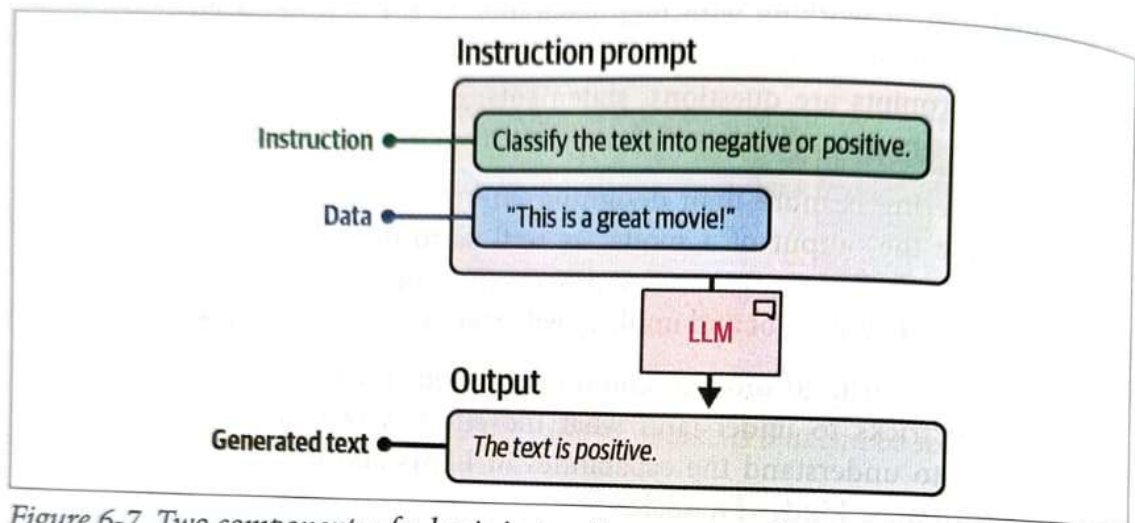 Instruction prompt
Instruction
Classify the text into negative or positive.
Data
"This is a great movie!"
LLM
Output
Generated text
The text is positive.
Figure 6-7. Two components of a basic instruction